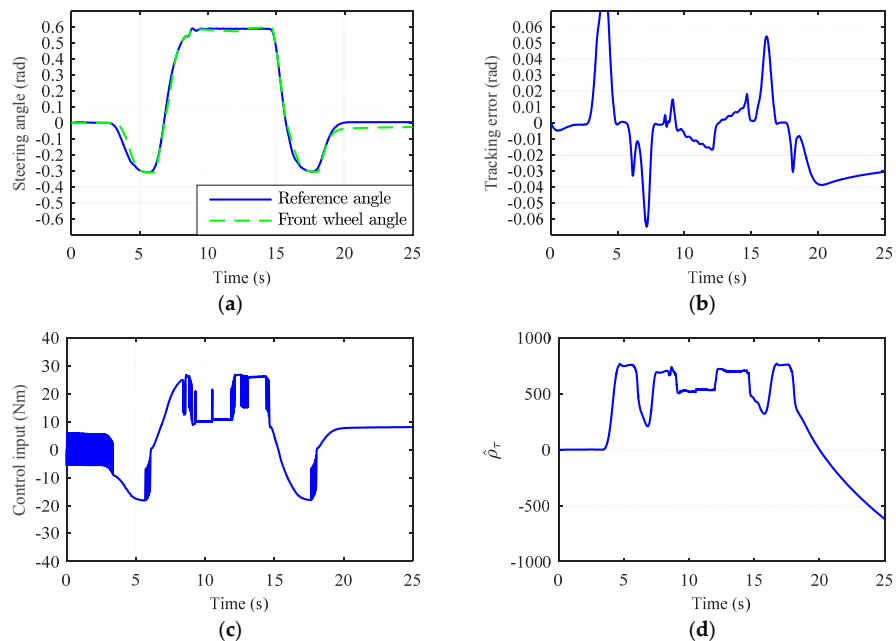 0.6
0.5
0.4
0.3
0.2
0.1
0
-0.1
-0.2
-0.3
-0.4
-0.5
-0.6
Steering angle (rad)
Reference angle
Front wheel angle
0 5 10 15 20 25
Time (s)
(a)
0.06
0.05
0.04
0.03
0.02
0.01
0
-0.01
-0.02
-0.03
-0.04
-0.05
-0.06
Tracking error (rad)
0 5 10 15 20 25
Time (s)
(b)
40
30
20
10
0
-10
-20
-30
-40
Control input (Nm)
0 5 10 15 20 25
Time (s)
(c)
1000
500
0
-500
-1000
ρ̂τ
0 5 10 15 20 25
Time (s)
(d)